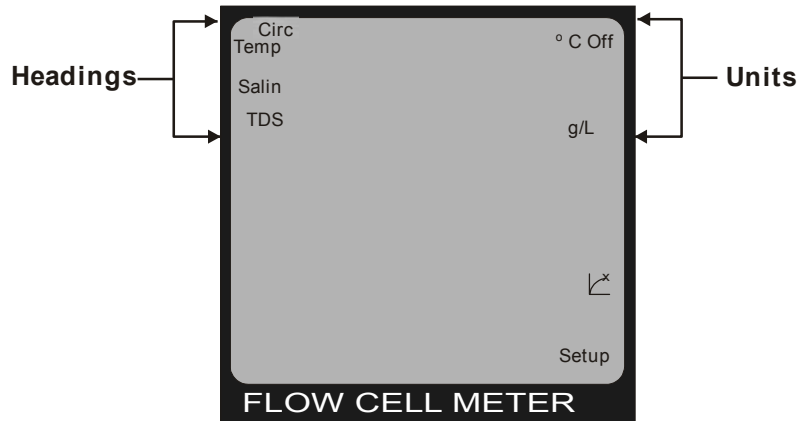 Circ
Temp º C Off
Headings Units
Salin
TDS g/L
x
Setup
FLOW CELL METER